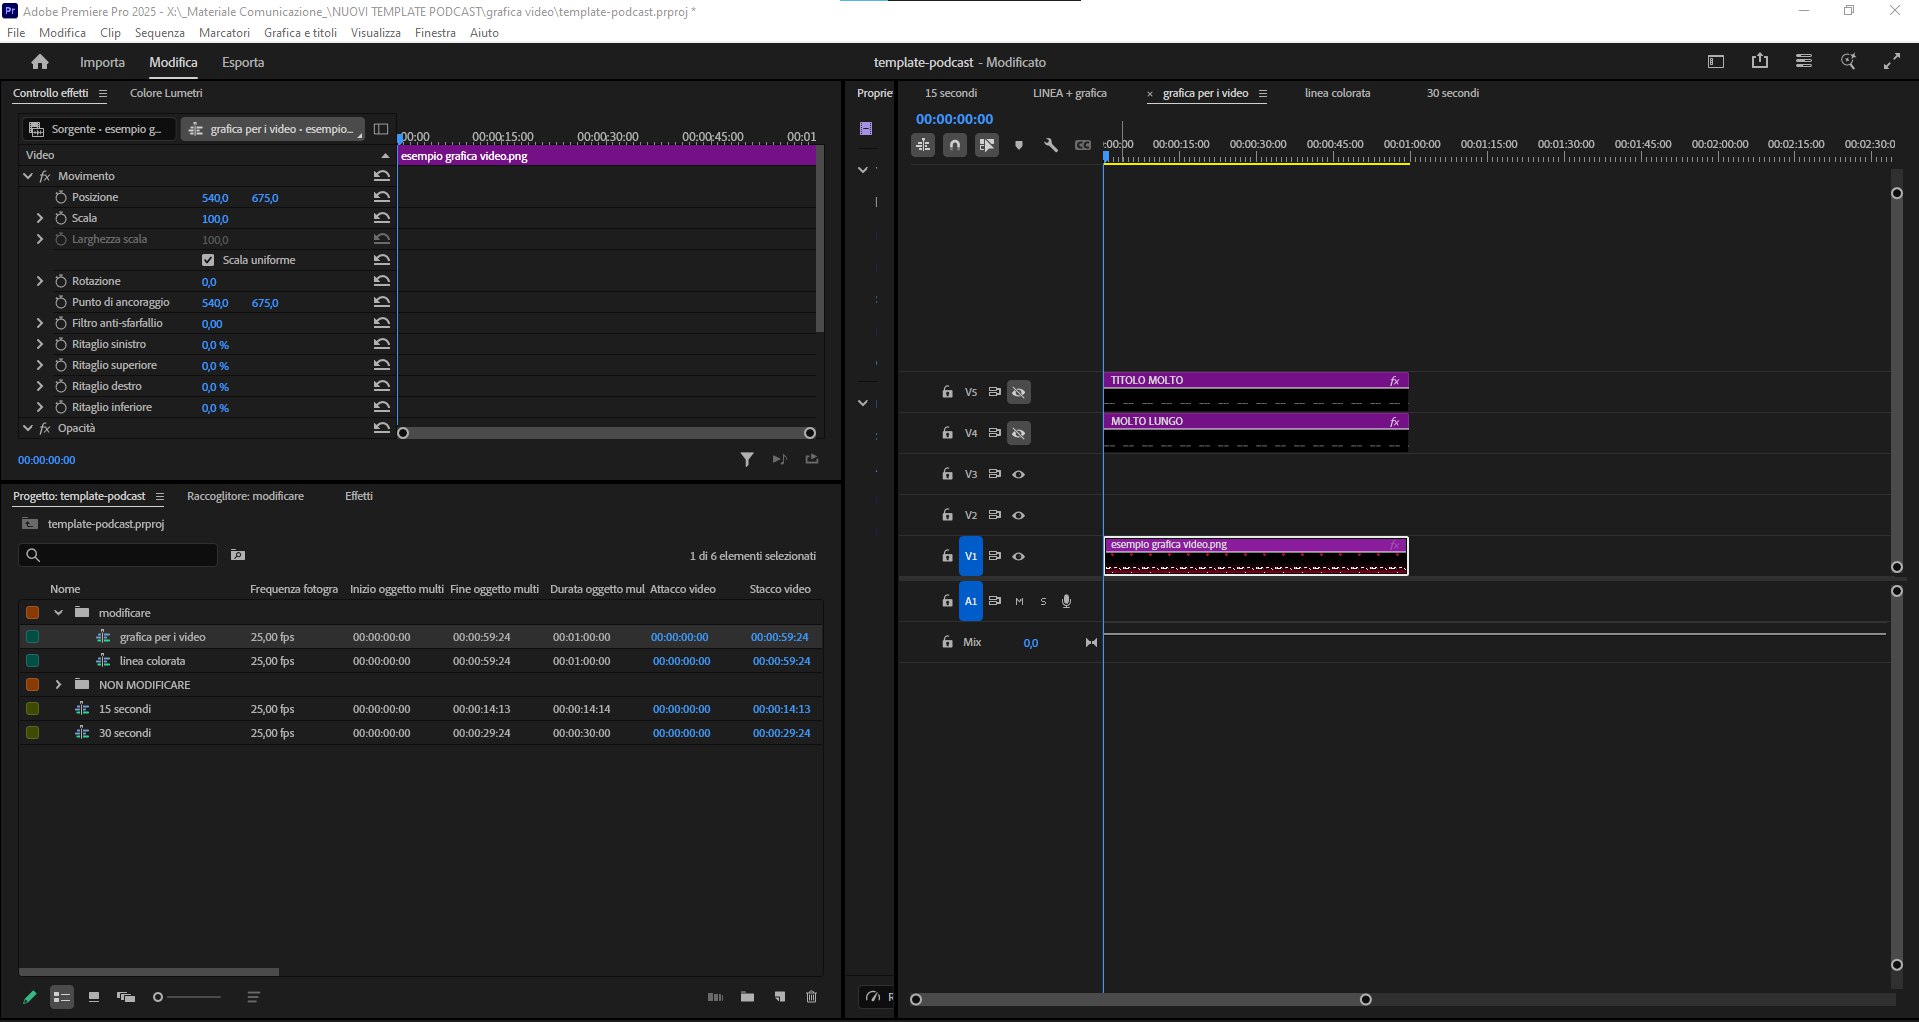 Adobe Premiere Pro 2025 - X:\_Materiale Comunicazione_\NUOVI TEMPLATE PODCAST\grafica video\template-podcast.prproj *
File Modifica Clip Sequenza Marcatori Grafica e titoli Visualizza Finestra Aiuto
Importa Modifica Esporta
template-podcast - Modificato
Controllo effetti Colore Lumetri
Sorgente • esempio g... grafica per i video • esempio...
00:00 00:00:15:00 00:00:30:00 00:00:45:00 00:01
Video
esempio grafica video.png
fx Movimento
Posizione 540,0 675,0
Scala 100,0
Larghezza scala 100,0
Scala uniforme
Rotazione 0,0
Punto di ancoraggio 540,0 675,0
Filtro anti-sfarfallio 0,00
Ritaglio sinistro 0,0 %
Ritaglio superiore 0,0 %
Ritaglio destro 0,0 %
Ritaglio inferiore 0,0 %
fx Opacità
00:00:00:00
Progetto: template-podcast Raccoglitore: modificare Effetti
template-podcast.prproj
1 di 6 elementi selezionati
Nome Frequenza fotogra Inizio oggetto multi Fine oggetto multi Durata oggetto mul Attacco video Stacco video
modificare
grafica per i video 25,00 fps 00:00:00:00 00:00:59:24 00:01:00:00 00:00:00:00 00:00:59:24
linea colorata 25,00 fps 00:00:00:00 00:00:59:24 00:01:00:00 00:00:00:00 00:00:59:24
NON MODIFICARE
15 secondi 25,00 fps 00:00:00:00 00:00:14:13 00:00:14:14 00:00:00:00 00:00:14:13
30 secondi 25,00 fps 00:00:00:00 00:00:29:24 00:00:30:00 00:00:00:00 00:00:29:24
Proprie
15 secondi LINEA + grafica × grafica per i video linea colorata 30 secondi
00:00:00:00
:00:00 00:00:15:00 00:00:30:00 00:00:45:00 00:01:00:00 00:01:15:00 00:01:30:00 00:01:45:00 00:02:00:00 00:02:15:00 00:02:30:0
V5 TITOLO MOLTO fx
V4 MOLTO LUNGO fx
V3
V2
V1 esempio grafica video.png fx
A1 M S
Mix 0,0